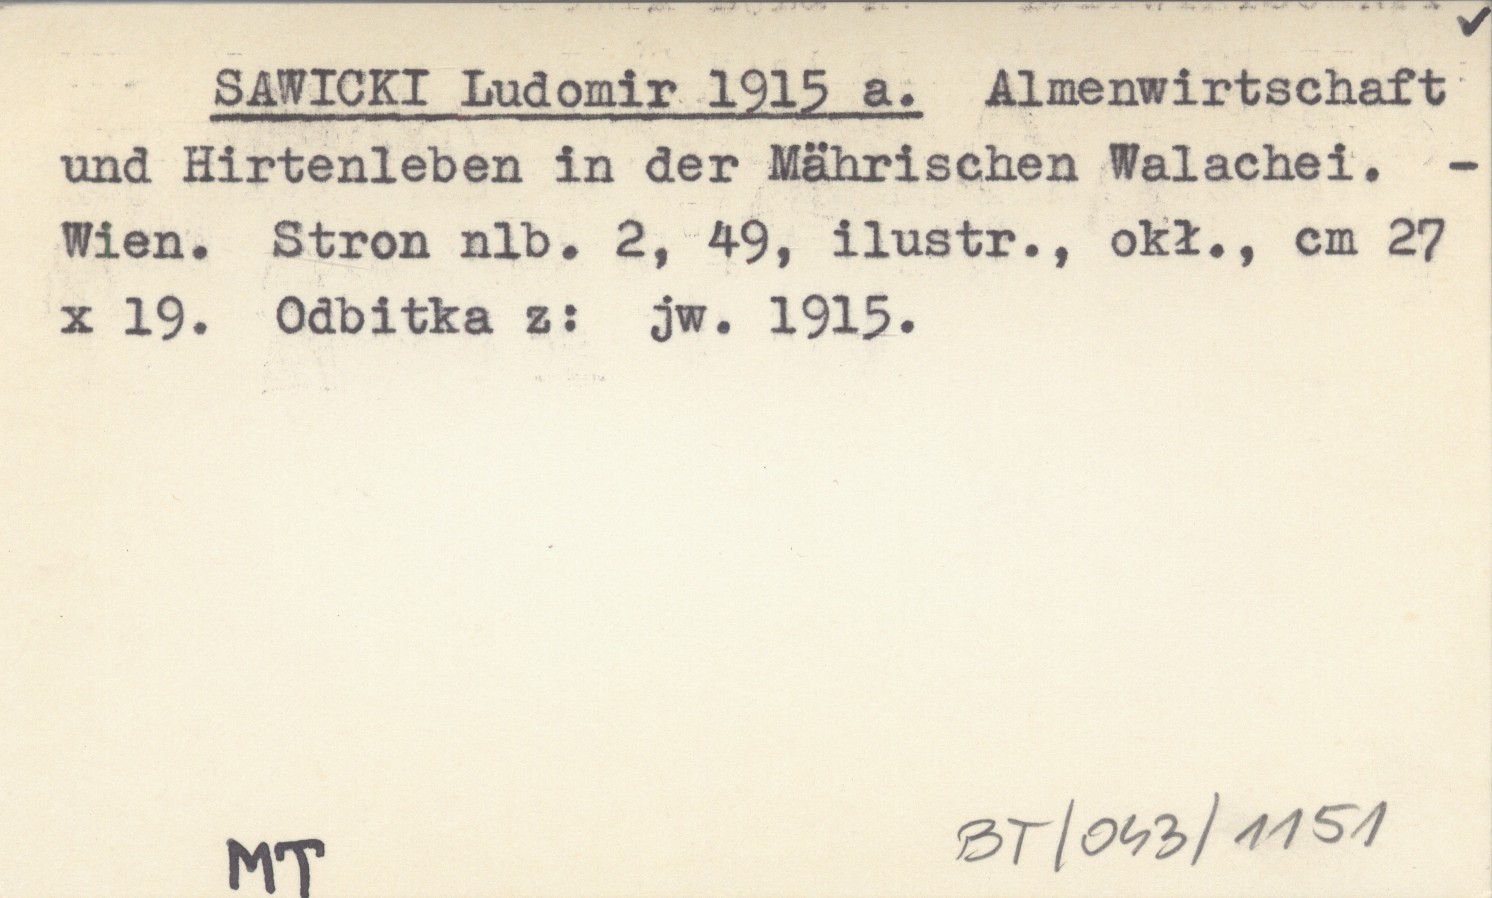 SAWICKI Ludomir 1915 a. Almenwirtschaft
und Hirtenleben in der Mährischen Walachei. -
Wien. Stron nlb. 2, 49, ilustr., okł., cm 27
x 19. Odbitka z: jw. 1915.
BT/043/1151
MT